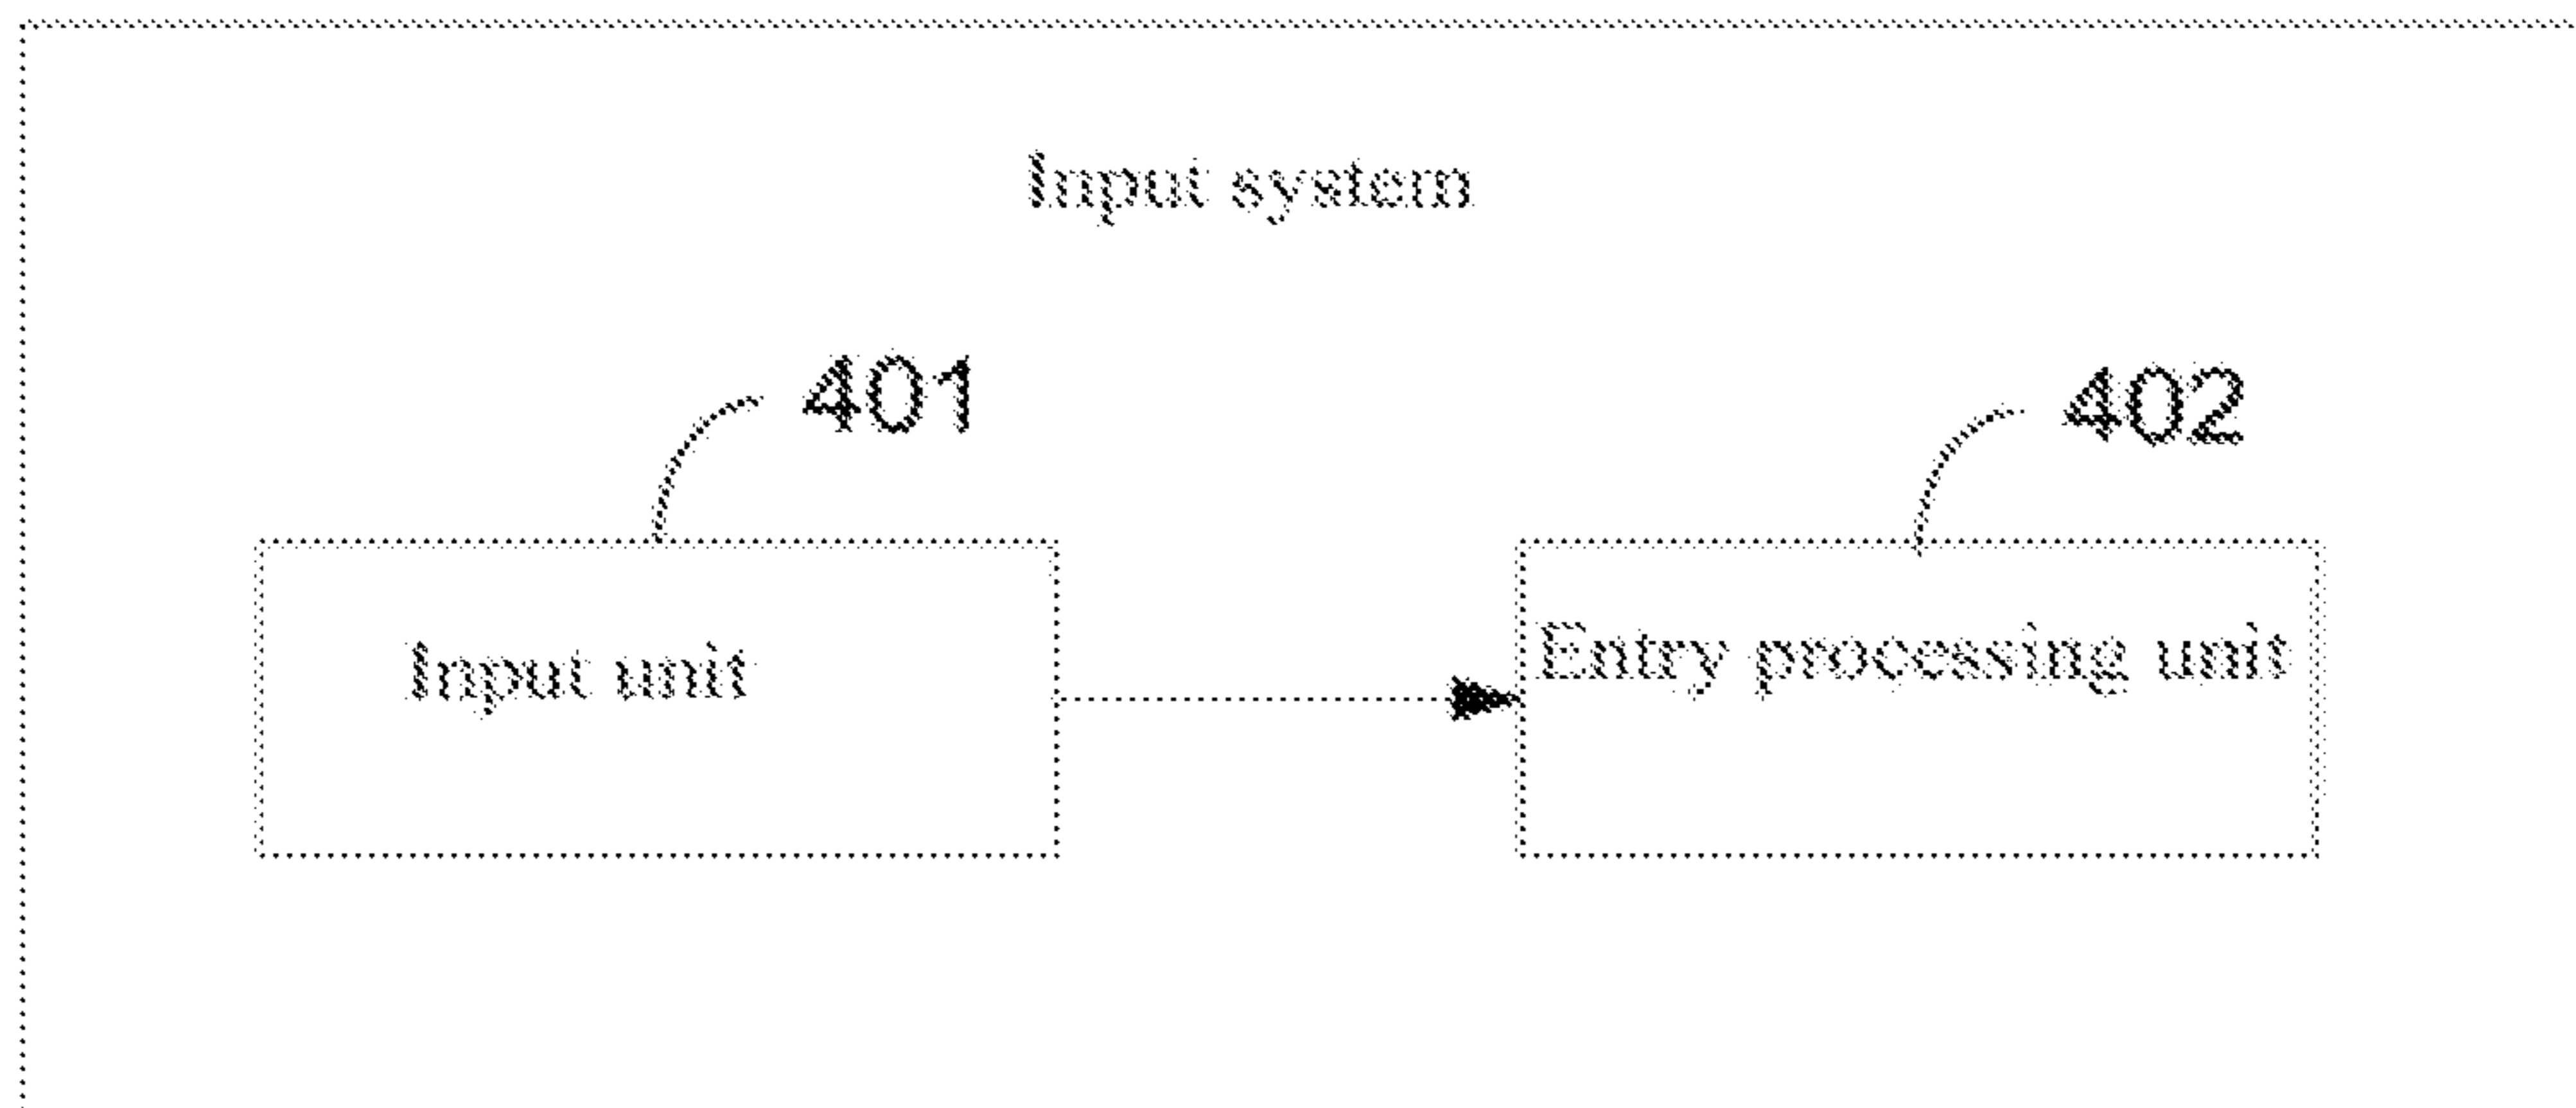 Input system
401
402
Input unit
Entry processing unit